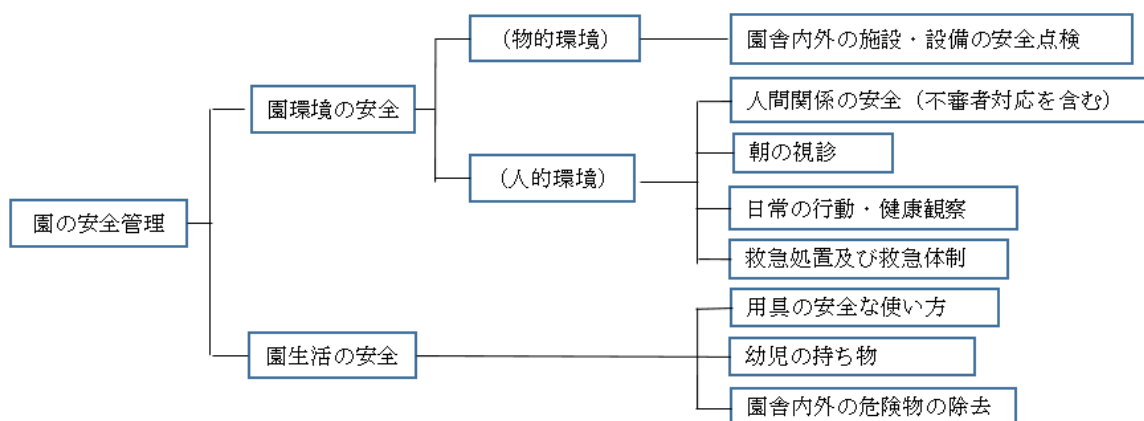 (物的環境)
園舎内外の施設・設備の安全点検
園環境の安全
人間関係の安全（不審者対応を含む）
朝の視診
(人的環境)
日常の行動・健康観察
園の安全管理
救急処置及び救急体制
用具の安全な使い方
園生活の安全
幼児の持ち物
園舎内外の危険物の除去